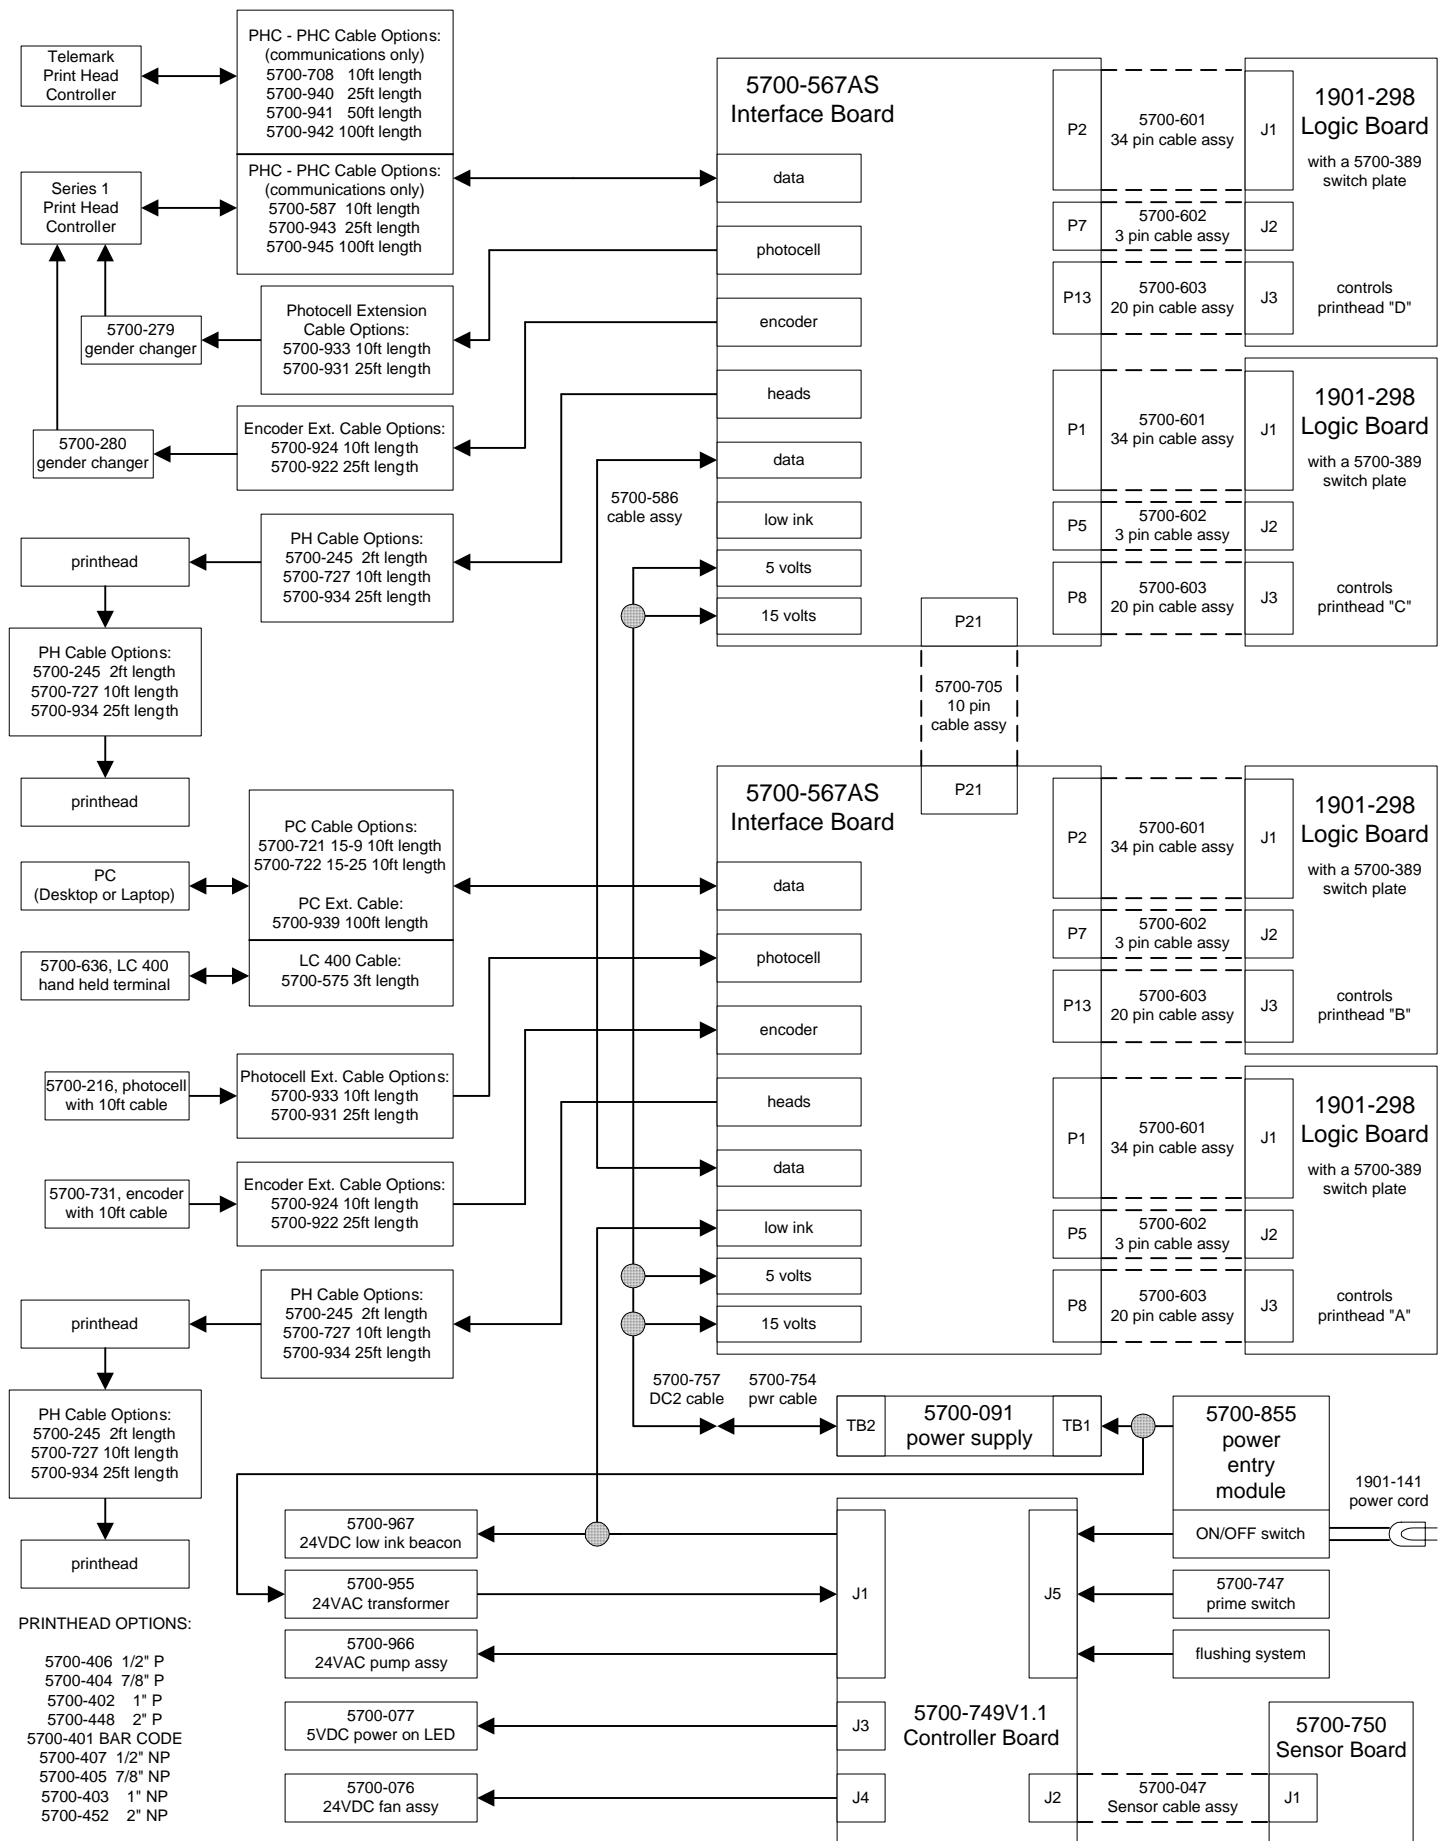 Telemark
Print Head
Controller
PHC - PHC Cable Options:
(communications only)
5700-708 10ft length
5700-940 25ft length
5700-941 50ft length
5700-942 100ft length
Series 1
Print Head
Controller
PHC - PHC Cable Options:
(communications only)
5700-587 10ft length
5700-943 25ft length
5700-945 100ft length
5700-279
gender changer
Photocell Extension
Cable Options:
5700-933 10ft length
5700-931 25ft length
5700-280
gender changer
Encoder Ext. Cable Options:
5700-924 10ft length
5700-922 25ft length
printhead
PH Cable Options:
5700-245 2ft length
5700-727 10ft length
5700-934 25ft length
PH Cable Options:
5700-245 2ft length
5700-727 10ft length
5700-934 25ft length
printhead
5700-586
cable assy
5700-567AS
Interface Board
data
photocell
encoder
heads
data
low ink
5 volts
15 volts
P21
P2
5700-601
34 pin cable assy
J1
P7
5700-602
3 pin cable assy
J2
P13
5700-603
20 pin cable assy
J3
1901-298
Logic Board
with a 5700-389
switch plate
controls
printhead "D"
P1
5700-601
34 pin cable assy
J1
P5
5700-602
3 pin cable assy
J2
P8
5700-603
20 pin cable assy
J3
1901-298
Logic Board
with a 5700-389
switch plate
controls
printhead "C"
5700-705
10 pin
cable assy
PC
(Desktop or Laptop)
PC Cable Options:
5700-721 15-9 10ft length
5700-722 15-25 10ft length
PC Ext. Cable:
5700-939 100ft length
5700-636, LC 400
hand held terminal
LC 400 Cable:
5700-575 3ft length
5700-216, photocell
with 10ft cable
Photocell Ext. Cable Options:
5700-933 10ft length
5700-931 25ft length
5700-731, encoder
with 10ft cable
Encoder Ext. Cable Options:
5700-924 10ft length
5700-922 25ft length
printhead
PH Cable Options:
5700-245 2ft length
5700-727 10ft length
5700-934 25ft length
PH Cable Options:
5700-245 2ft length
5700-727 10ft length
5700-934 25ft length
printhead
P21
5700-567AS
Interface Board
data
photocell
encoder
heads
data
low ink
5 volts
15 volts
P2
5700-601
34 pin cable assy
J1
P7
5700-602
3 pin cable assy
J2
P13
5700-603
20 pin cable assy
J3
1901-298
Logic Board
with a 5700-389
switch plate
controls
printhead "B"
P1
5700-601
34 pin cable assy
J1
P5
5700-602
3 pin cable assy
J2
P8
5700-603
20 pin cable assy
J3
1901-298
Logic Board
with a 5700-389
switch plate
controls
printhead "A"
5700-757
DC2 cable
5700-754
pwr cable
TB2
5700-091
power supply
TB1
5700-855
power
entry
module
ON/OFF switch
1901-141
power cord
5700-967
24VDC low ink beacon
5700-955
24VAC transformer
5700-966
24VAC pump assy
5700-077
5VDC power on LED
5700-076
24VDC fan assy
J1
J3
J4
J5
J2
5700-749V1.1
Controller Board
5700-747
prime switch
flushing system
5700-047
Sensor cable assy
J1
5700-750
Sensor Board
PRINTHEAD OPTIONS:
5700-406 1/2" P
5700-404 7/8" P
5700-402 1" P
5700-448 2" P
5700-401 BAR CODE
5700-407 1/2" NP
5700-405 7/8" NP
5700-403 1" NP
5700-452 2" NP